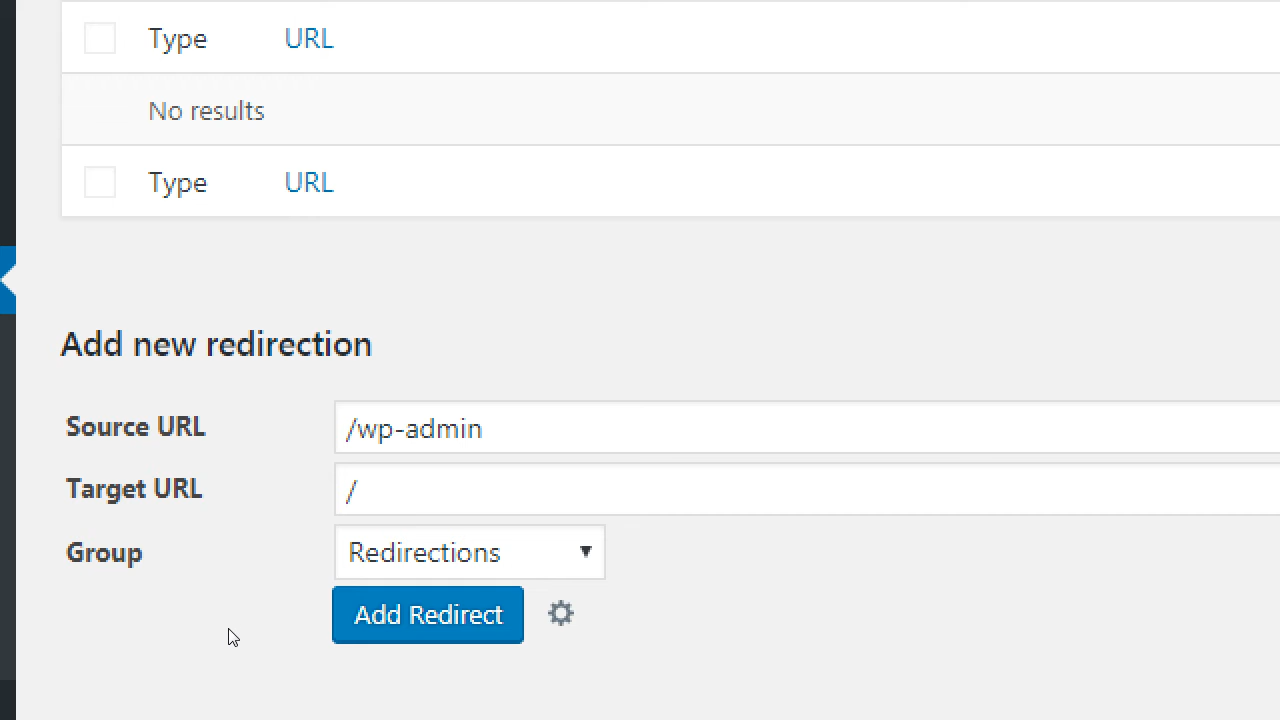 Type URL
No results
Type URL
Add new redirection
Source URL /wp-admin
Target URL /
Group Redirections
Add Redirect